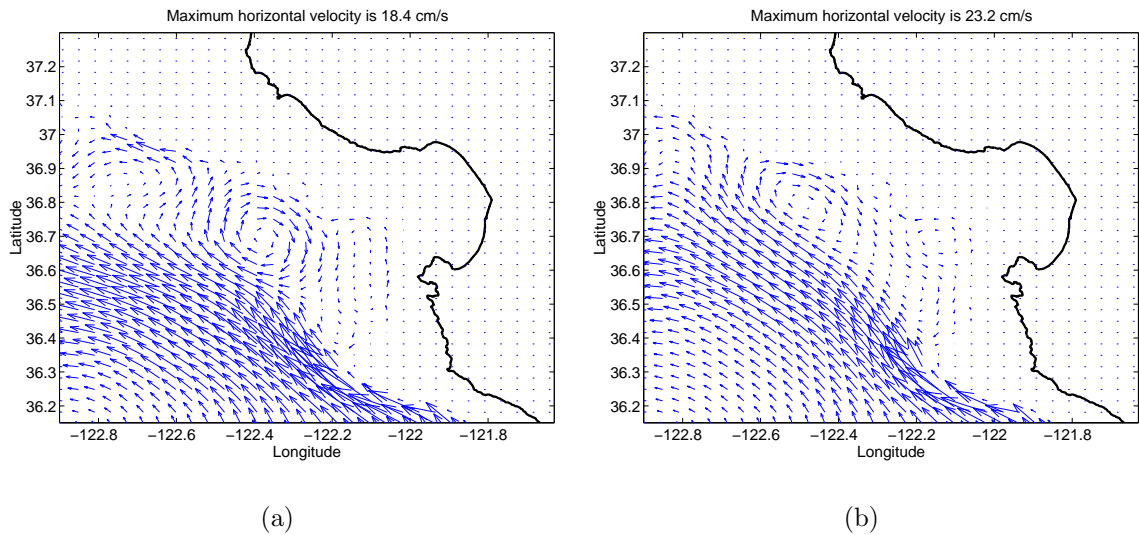 Maximum horizontal velocity is 18.4 cm/s
37.2
37.1
37
36.9
36.8
36.7
36.6
36.5
36.4
36.3
36.2
Latitude
−122.8 −122.6 −122.4 −122.2 −122 −121.8
Longitude
(a)
Maximum horizontal velocity is 23.2 cm/s
37.2
37.1
37
36.9
36.8
36.7
36.6
36.5
36.4
36.3
36.2
Latitude
−122.8 −122.6 −122.4 −122.2 −122 −121.8
Longitude
(b)